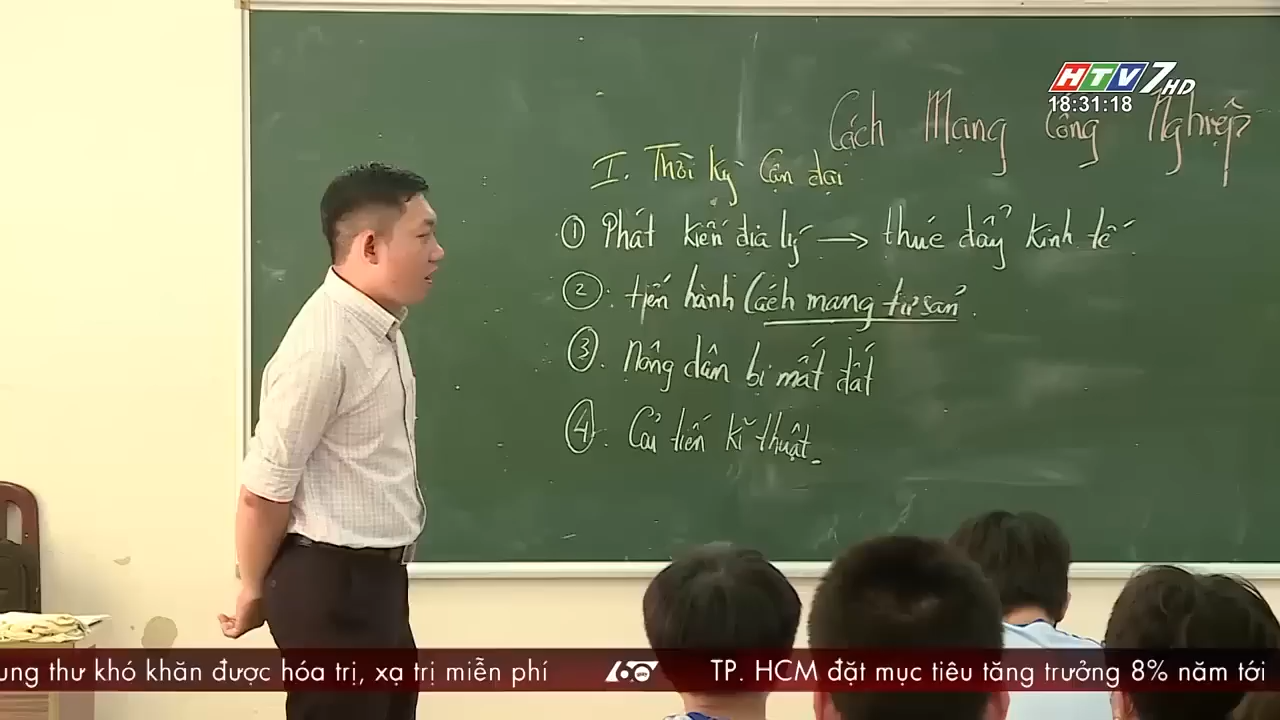 HTV7 HD
18:31:18
Cách Mạng Công Nghiệp
I. Thời kỳ Cận đại
① Phát kiến địa lý → thúc đẩy kinh tế
②: tiến hành Cách mang tư sản.
③. Nông dân bị mất đất
④. Cải tiến kĩ thuật.
ung thư khó khăn được hóa trị, xạ trị miễn phí 60 giây TP. HCM đặt mục tiêu tăng trưởng 8% năm tới